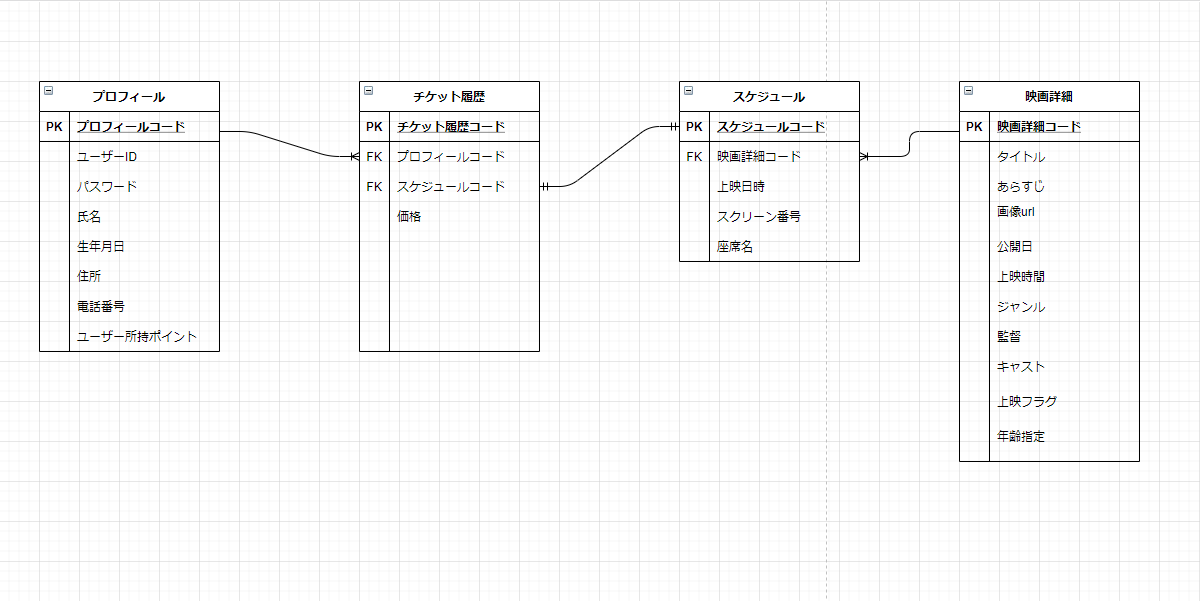 プロフィール
PK プロフィールコード
ユーザーID
パスワード
氏名
生年月日
住所
電話番号
ユーザー所持ポイント
チケット履歴
PK チケット履歴コード
FK プロフィールコード
FK スケジュールコード
価格
スケジュール
PK スケジュールコード
FK 映画詳細コード
上映日時
スクリーン番号
座席名
映画詳細
PK 映画詳細コード
タイトル
あらすじ
画像url
公開日
上映時間
ジャンル
監督
キャスト
上映フラグ
年齢指定